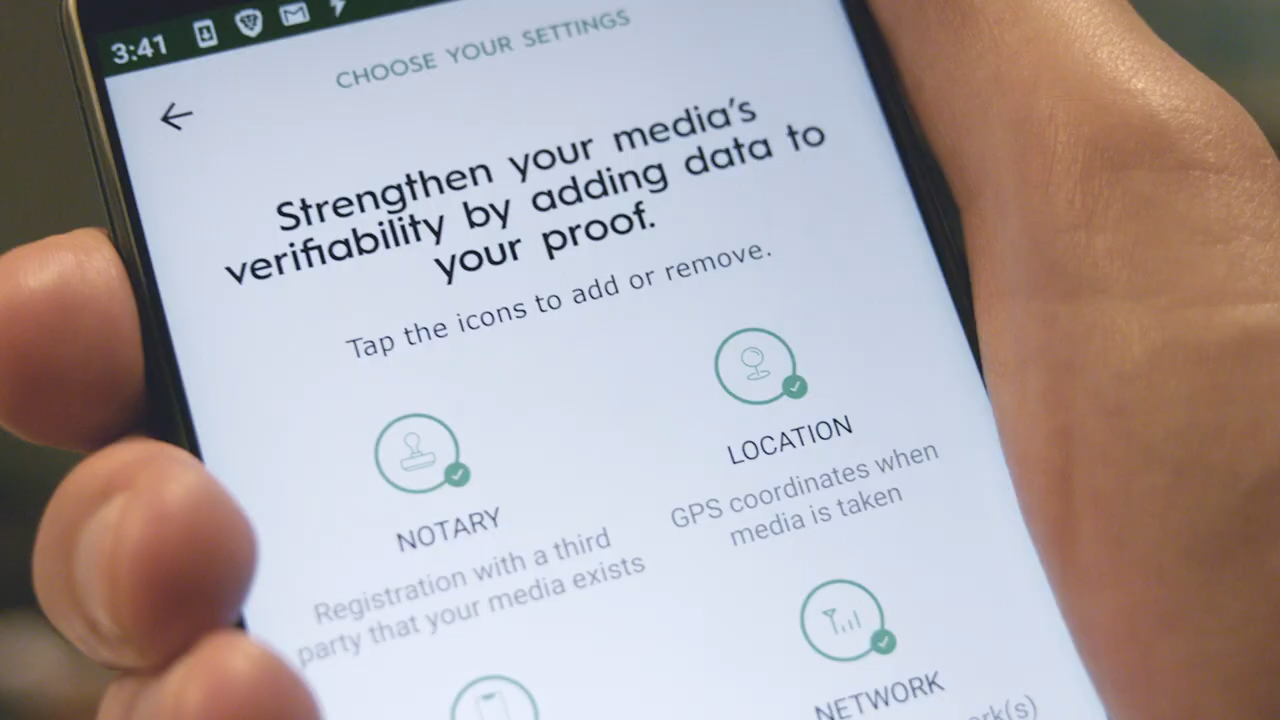 3:41
CHOOSE YOUR SETTINGS
Strengthen your media's
verifiability by adding data to
your proof.
Tap the icons to add or remove.
NOTARY
Registration with a third
party that your media exists
LOCATION
GPS coordinates when
media is taken
NETWORK